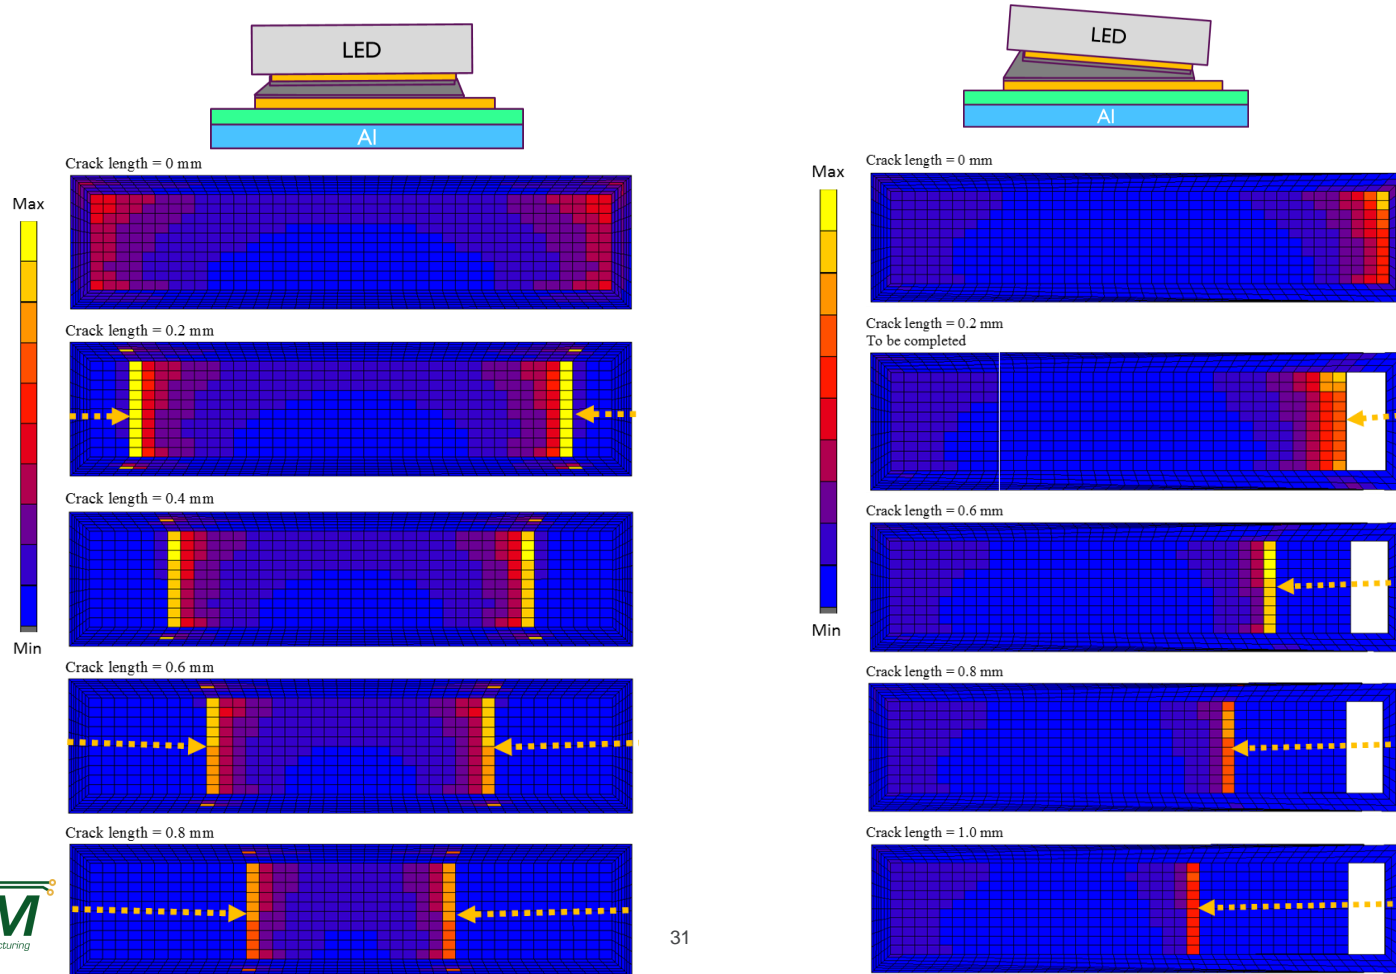 LED
Al
Crack length = 0 mm
Max
Crack length = 0.2 mm
Crack length = 0.4 mm
Crack length = 0.6 mm
Min
Crack length = 0.8 mm
M
cturing
31
LED
Al
Crack length = 0 mm
Max
Crack length = 0.2 mm
To be completed
Crack length = 0.6 mm
Min
Crack length = 0.8 mm
Crack length = 1.0 mm